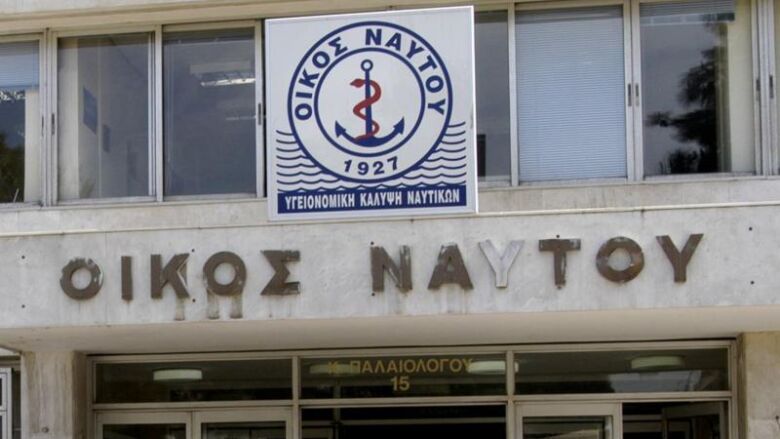 ΟΙΚΟΣ ΝΑΥΤΟΥ
1927
ΥΓΕΙΟΝΟΜΙΚΗ ΚΑΛΥΨΗ ΝΑΥΤΙΚΩΝ
ΟΙΚΟΣ ΝΑΥΤΟΥ
Κ. ΠΑΛΑΙΟΛΟΓΟΥ
15